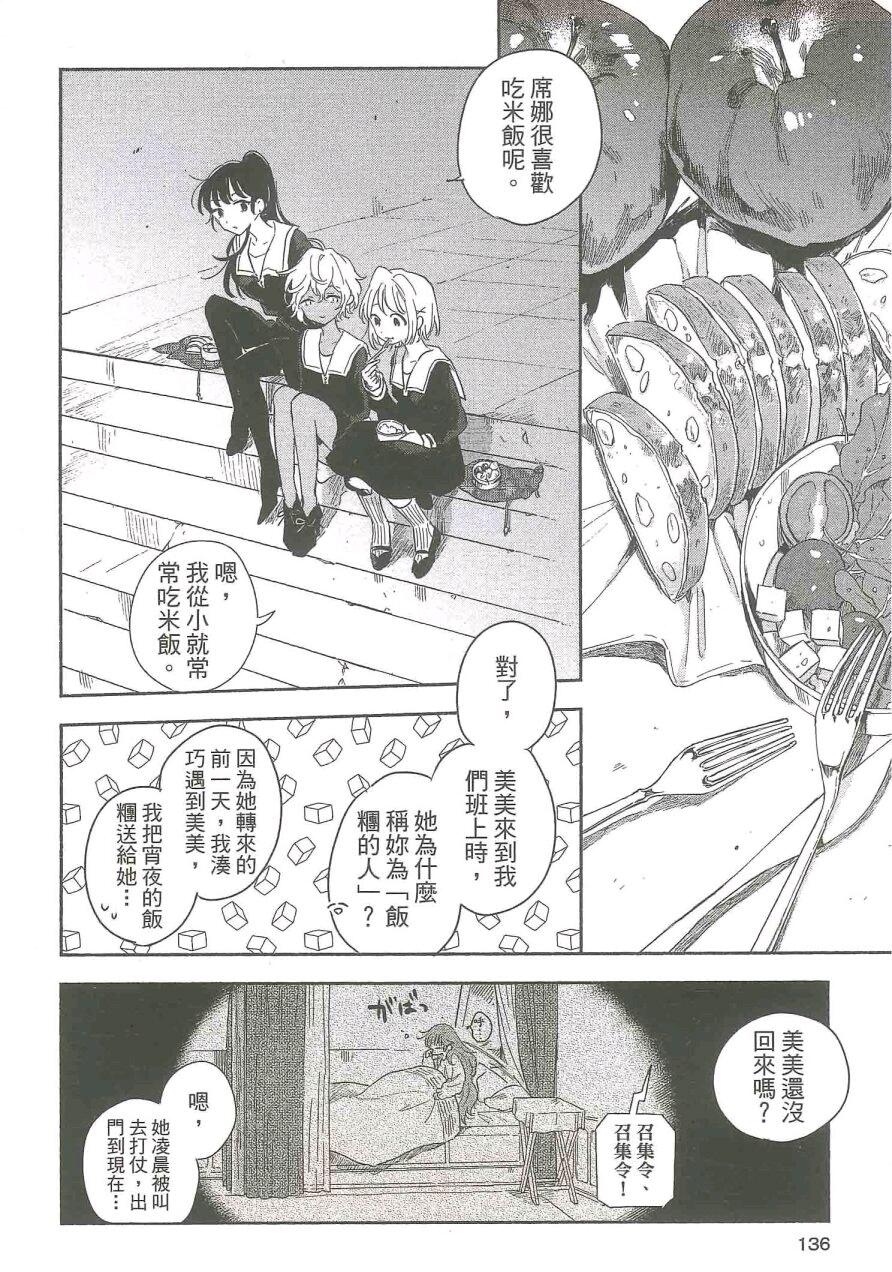 席娜很喜歡
吃米飯呢。
嗯，
我從小就常
常吃米飯。
對了，
美美來到我
們班上時，
她為什麼
稱妳為「飯
糰的人」？
因為她轉來的
前一天，我湊
巧遇到美美，
我把宵夜的飯
糰送給她…
美美還沒
回來嗎？
召集令、
召集令！
がばっ
嗯，
她凌晨被叫
去打仗，出
門到現在…
136